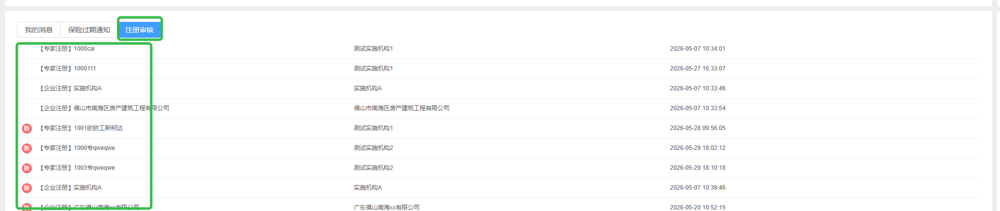 我的消息 保险过期通知 注册审核
【专家注册】1000cai 测试实施机构1 2026-05-07 10:34:01
【专家注册】1000111 测试实施机构1 2026-05-27 16:33:07
【企业注册】实施机构A 实施机构A 2026-05-07 10:33:46
【企业注册】佛山市南海区房产建筑工程有限公司 佛山市南海区房产建筑工程有限公司 2026-05-07 10:33:54
新 【专家注册】1001欧欧工斯柯达 测试实施机构1 2026-05-28 09:56:05
新 【专家注册】1000专qweqwe 测试实施机构2 2026-05-29 18:02:12
新 【专家注册】1003专qweqwe 测试实施机构2 2026-05-29 18:10:18
新 【企业注册】实施机构A 实施机构A 2026-05-07 10:39:46
新 【企业注册】广东佛山南海xx有限公司 广东佛山南海xx有限公司 2026-05-20 10:52:15